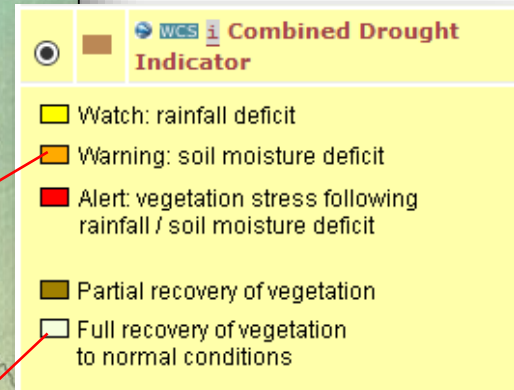 WCS i Combined Drought
Indicator
Watch: rainfall deficit
Warning: soil moisture deficit
Alert: vegetation stress following
rainfall / soil moisture deficit
Partial recovery of vegetation
Full recovery of vegetation
to normal conditions